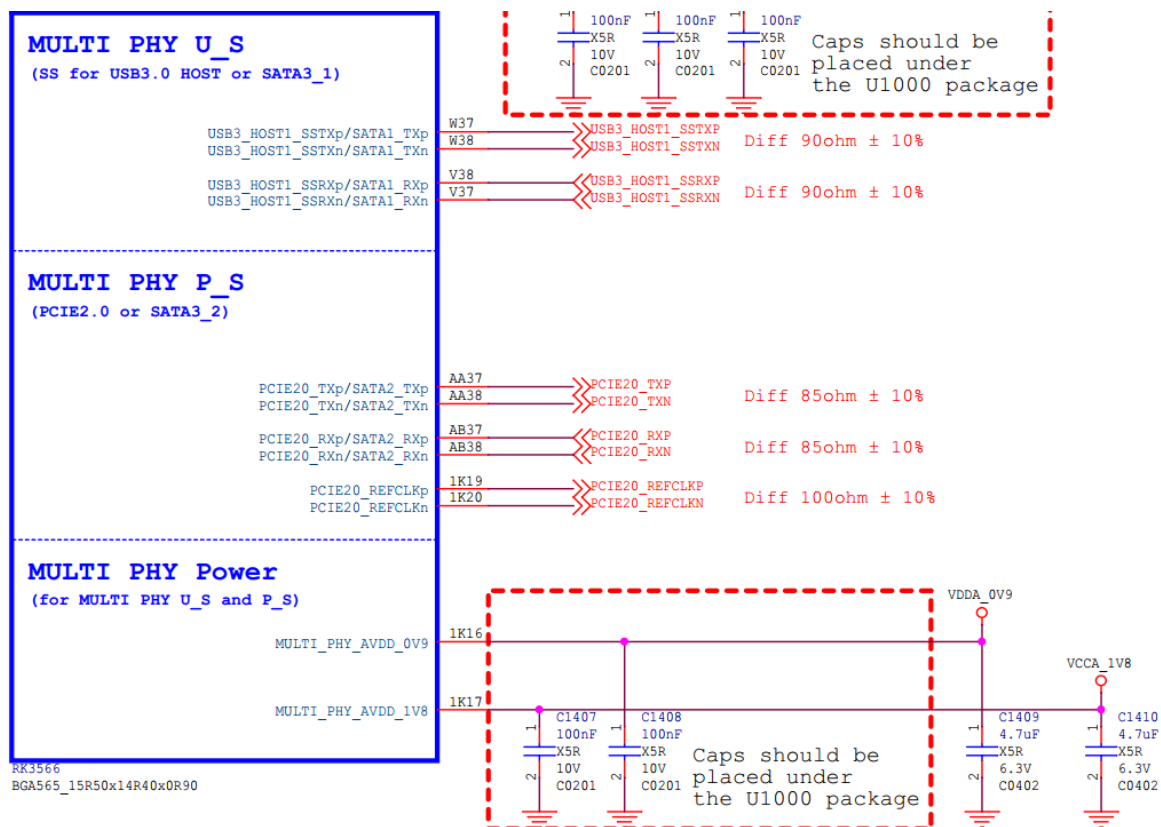 MULTI PHY U_S
(SS for USB3.0 HOST or SATA3_1)
1 100nF 1 100nF 1 100nF
X5R X5R X5R
2 10V 2 10V 2 10V
C0201 C0201 C0201
Caps should be
placed under
the U1000 package
USB3_HOST1_SSTXp/SATA1_TXp W37 USB3_HOST1_SSTXP
USB3_HOST1_SSTXn/SATA1_TXn W38 USB3_HOST1_SSTXN
Diff 90ohm ± 10%
USB3_HOST1_SSRXp/SATA1_RXp V38 USB3_HOST1_SSRXP
USB3_HOST1_SSRXn/SATA1_RXn V37 USB3_HOST1_SSRXN
Diff 90ohm ± 10%
MULTI PHY P_S
(PCIE2.0 or SATA3_2)
PCIE20_TXp/SATA2_TXp AA37 PCIE20_TXP
PCIE20_TXn/SATA2_TXn AA38 PCIE20_TXN
Diff 85ohm ± 10%
PCIE20_RXp/SATA2_RXp AB37 PCIE20_RXP
PCIE20_RXn/SATA2_RXn AB38 PCIE20_RXN
Diff 85ohm ± 10%
PCIE20_REFCLKp 1K19 PCIE20_REFCLKP
PCIE20_REFCLKn 1K20 PCIE20_REFCLKN
Diff 100ohm ± 10%
MULTI PHY Power
(for MULTI PHY U_S and P_S)
VDDA_0V9
MULTI_PHY_AVDD_0V9 1K16
VCCA_1V8
MULTI_PHY_AVDD_1V8 1K17
C1407 C1408 C1409 C1410
1 100nF 1 100nF 1 4.7uF 1 4.7uF
X5R X5R X5R X5R
2 10V 2 10V 2 6.3V 2 6.3V
C0201 C0201 C0402 C0402
Caps should be
placed under
the U1000 package
RK3566
BGA565_15R50x14R40x0R90